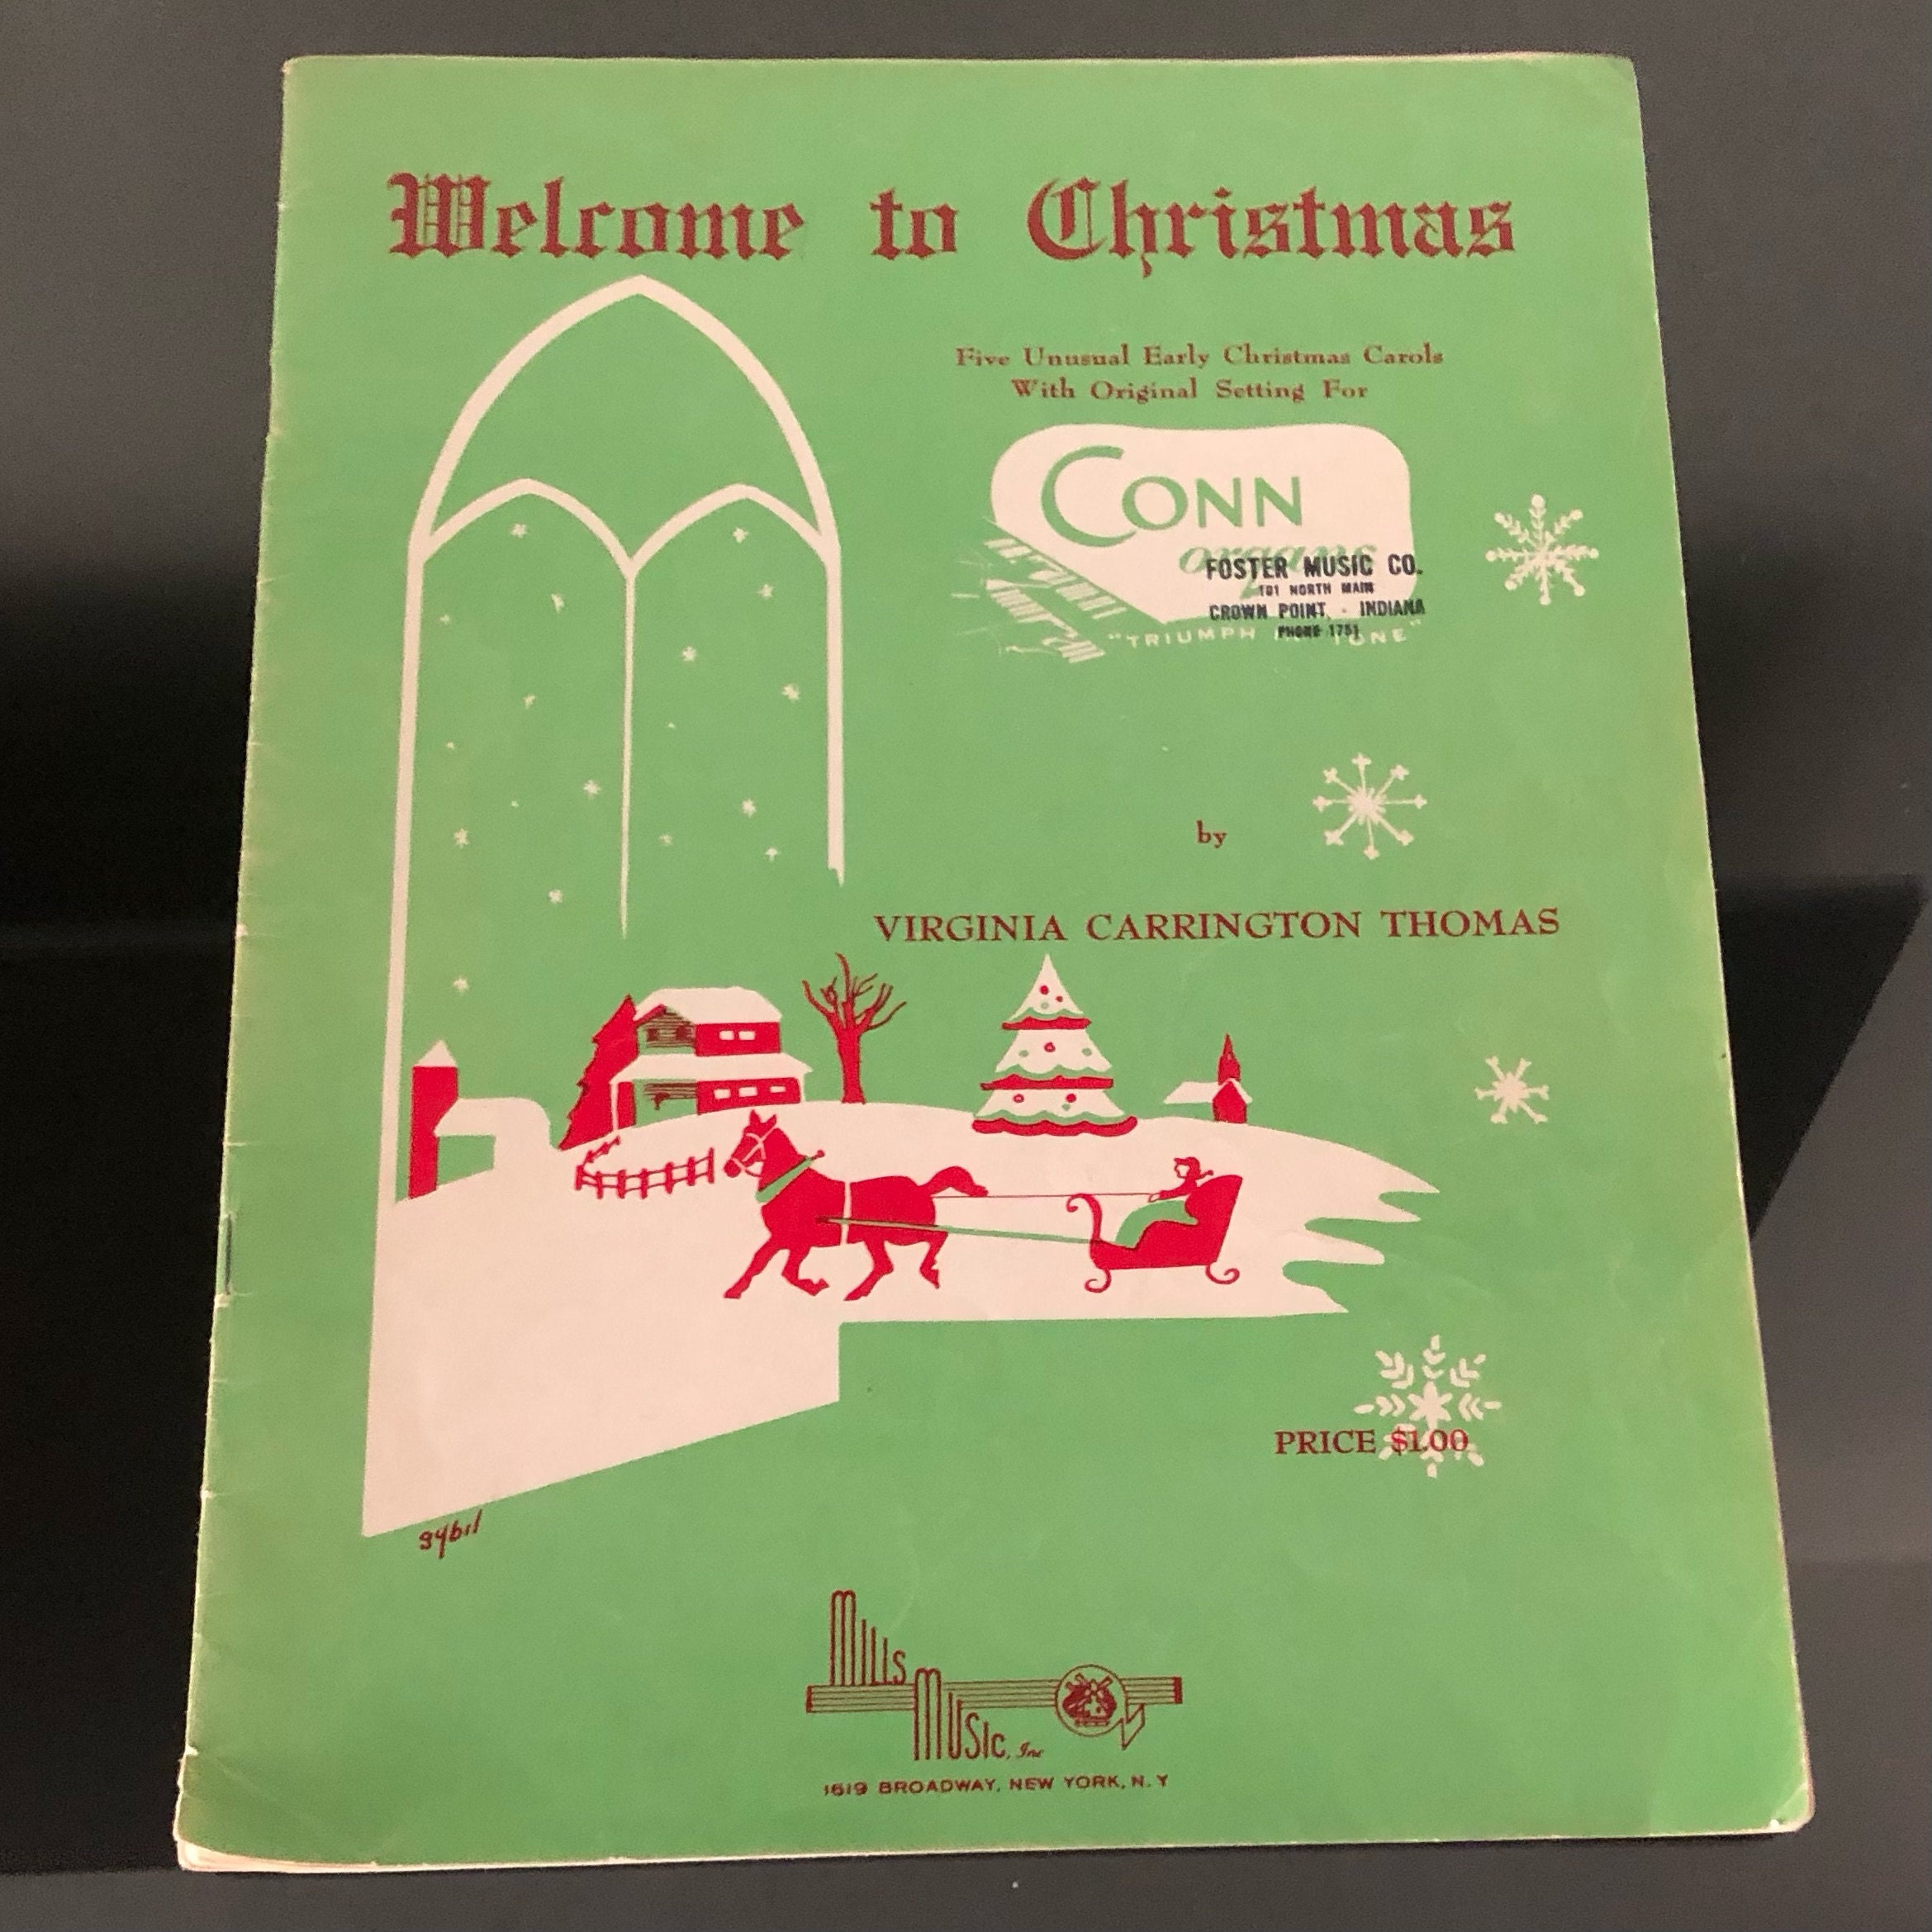 Welcome to Christmas
Five Unusual Early Christmas Carols
With Original Setting For
CONN
FOSTER MUSIC CO.
101 NORTH MAIN
CROWN POINT, - INDIANA
PHONE 1751
"TRIUMPH IN TONE"
by
VIRGINIA CARRINGTON THOMAS
PRICE $1.00
sybil
MILLS
MUSIC, Inc
1619 BROADWAY, NEW YORK, N. Y